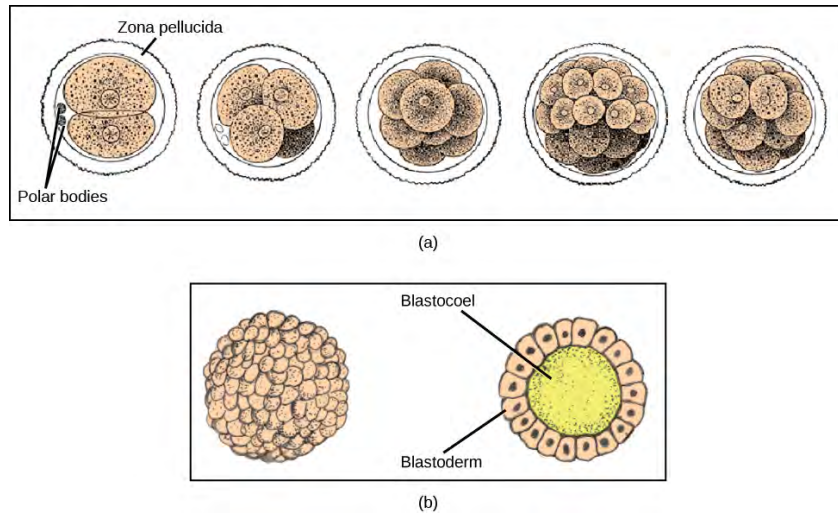 Zona pellucida
Polar bodies
(a)
Blastocoel
Blastoderm
(b)